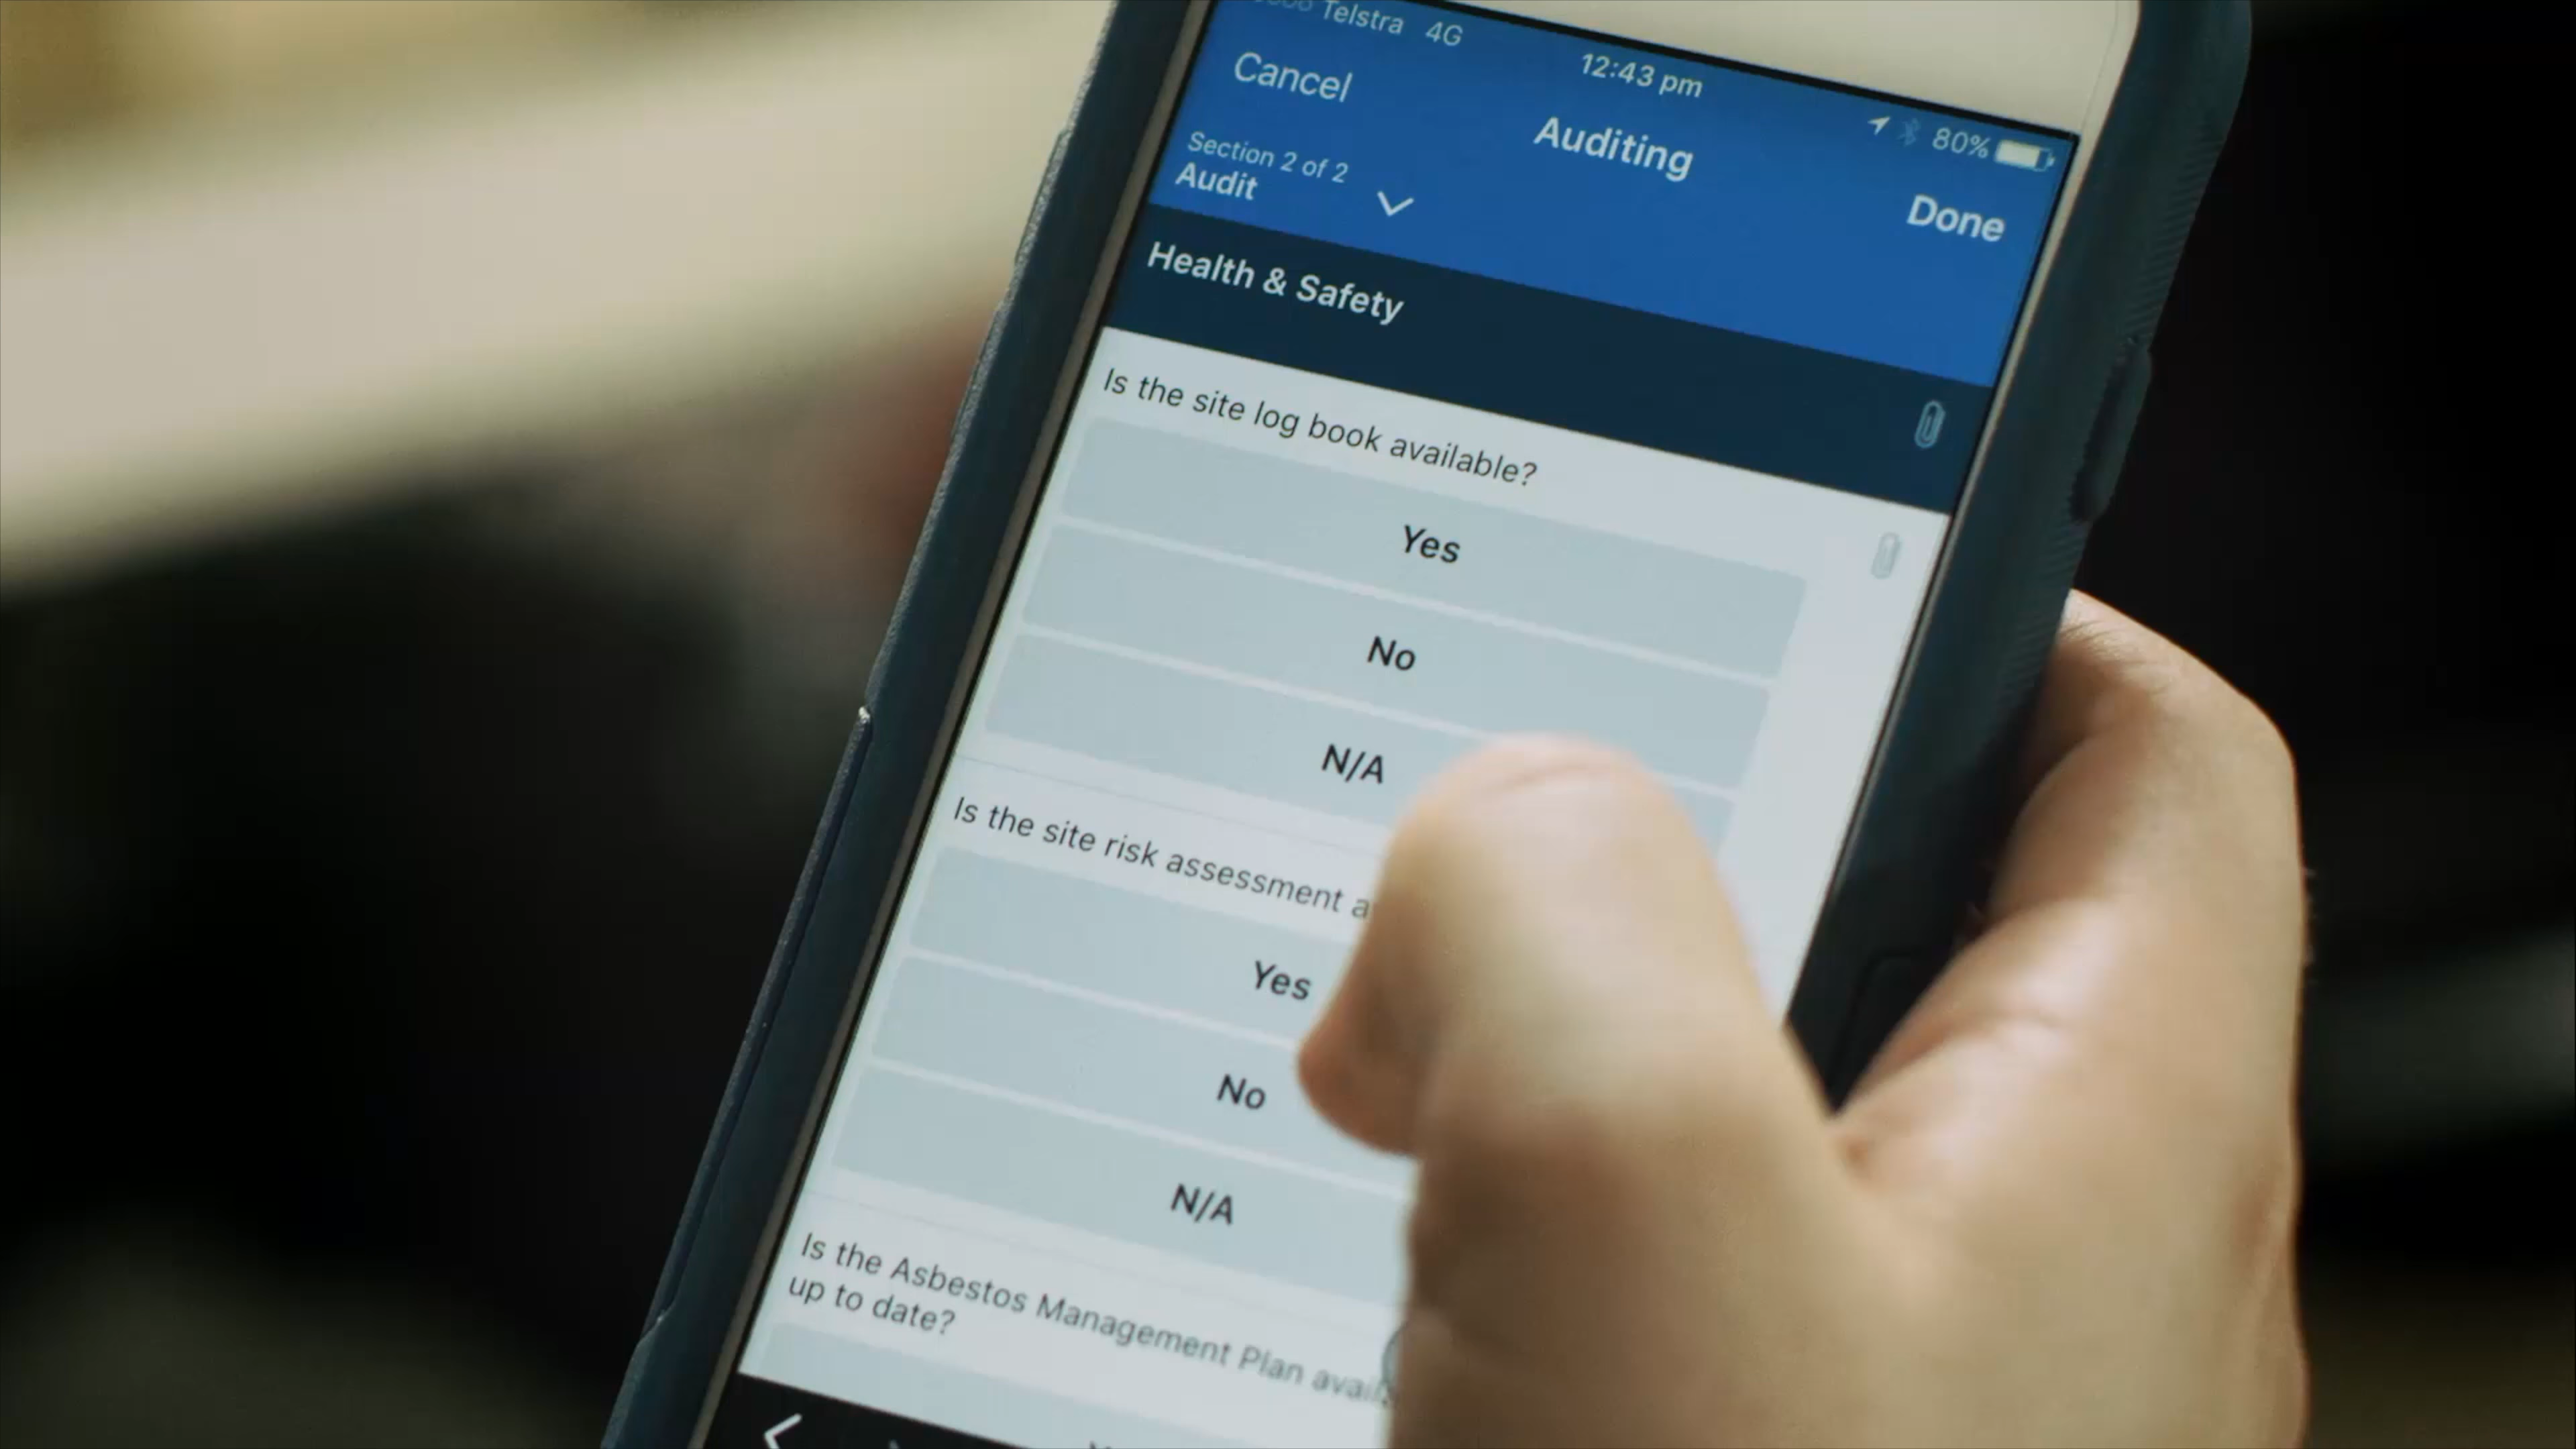 Telstra 4G
12:43 pm
80%
Cancel
Auditing
Done
Section 2 of 2
Audit
Health & Safety
Is the site log book available?
Yes
No
N/A
Is the site risk assessment
Yes
No
N/A
Is the Asbestos Management Plan
up to date?